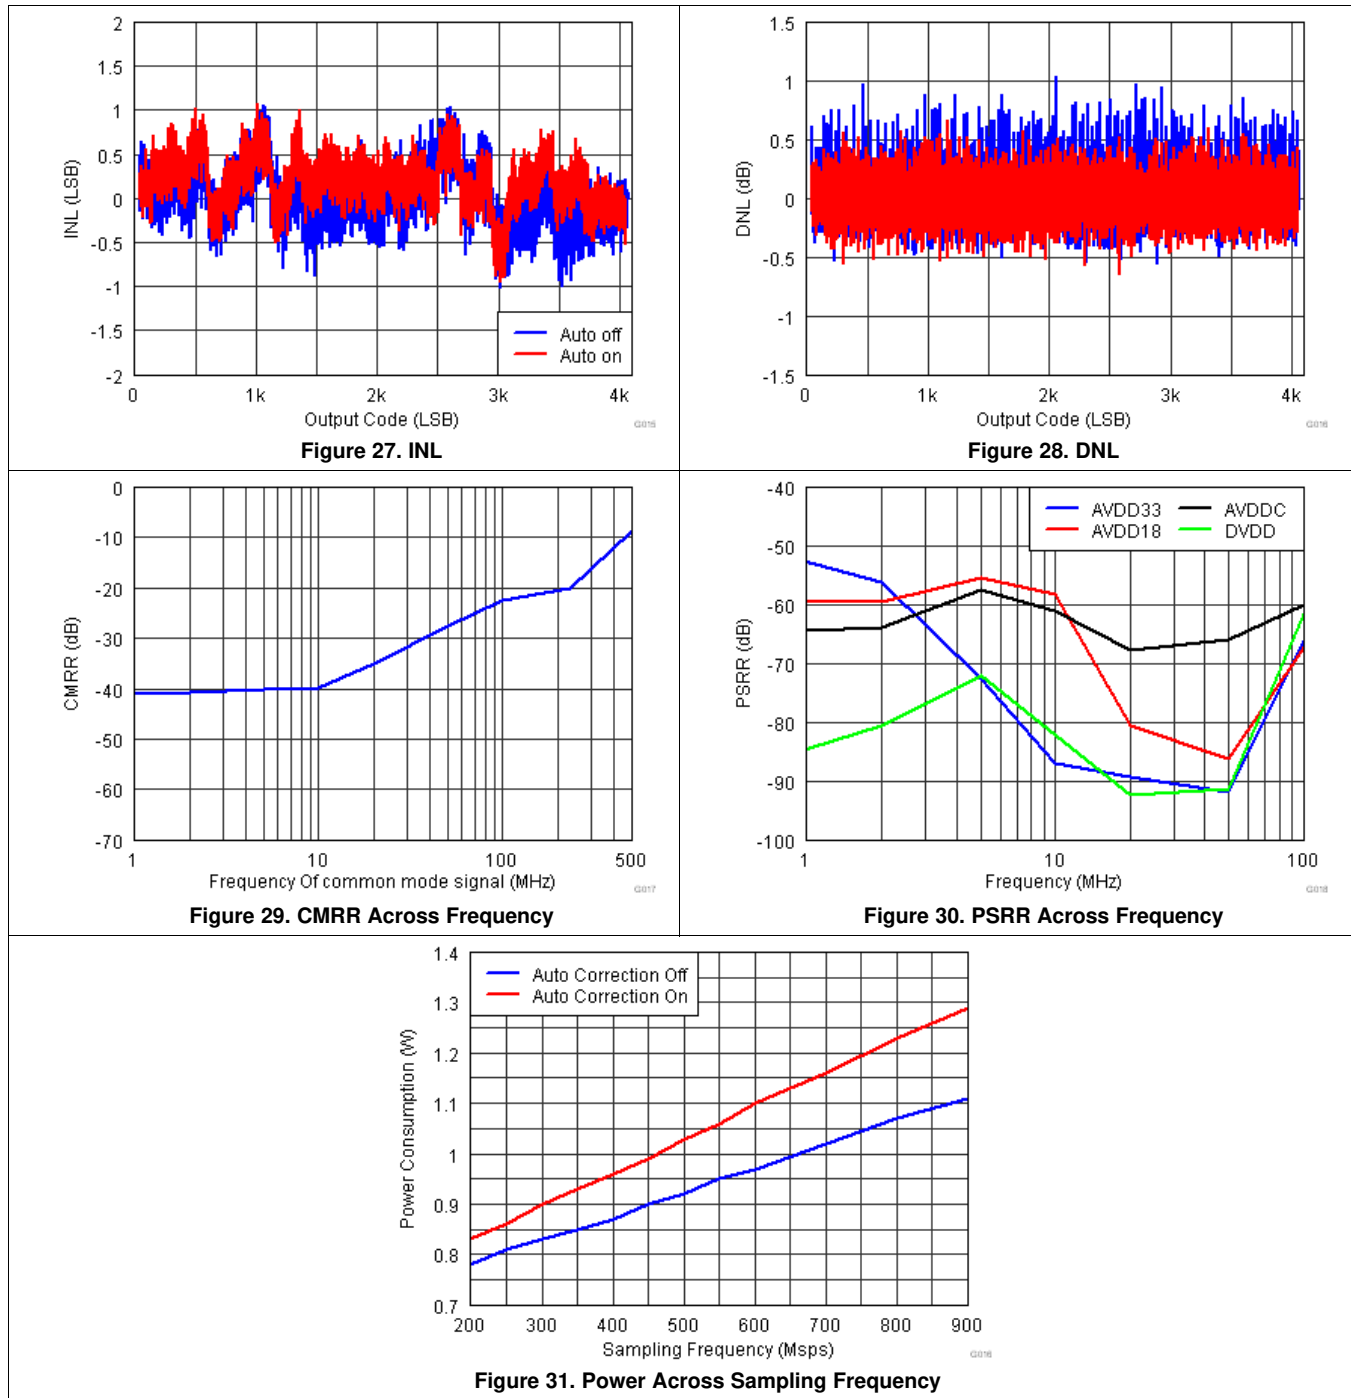 2
1.5
1
0.5
0
-0.5
-1
-1.5
-2
INL (LSB)
Auto off
Auto on
0 1k 2k 3k 4k
Output Code (LSB)
G015
Figure 27. INL
1.5
1
0.5
0
-0.5
-1
-1.5
DNL (dB)
0 1k 2k 3k 4k
Output Code (LSB)
G016
Figure 28. DNL
0
-10
-20
-30
-40
-50
-60
-70
CMRR (dB)
1 10 100 500
Frequency Of common mode signal (MHz)
G017
Figure 29. CMRR Across Frequency
-40
-50
-60
-70
-80
-90
-100
PSRR (dB)
AVDD33 AVDDC
AVDD18 DVDD
1 10 100
Frequency (MHz)
G018
Figure 30. PSRR Across Frequency
1.4
1.3
1.2
1.1
1
0.9
0.8
0.7
Power Consumption (W)
Auto Correction Off
Auto Correction On
200 300 400 500 600 700 800 900
Sampling Frequency (Msps)
G016
Figure 31. Power Across Sampling Frequency